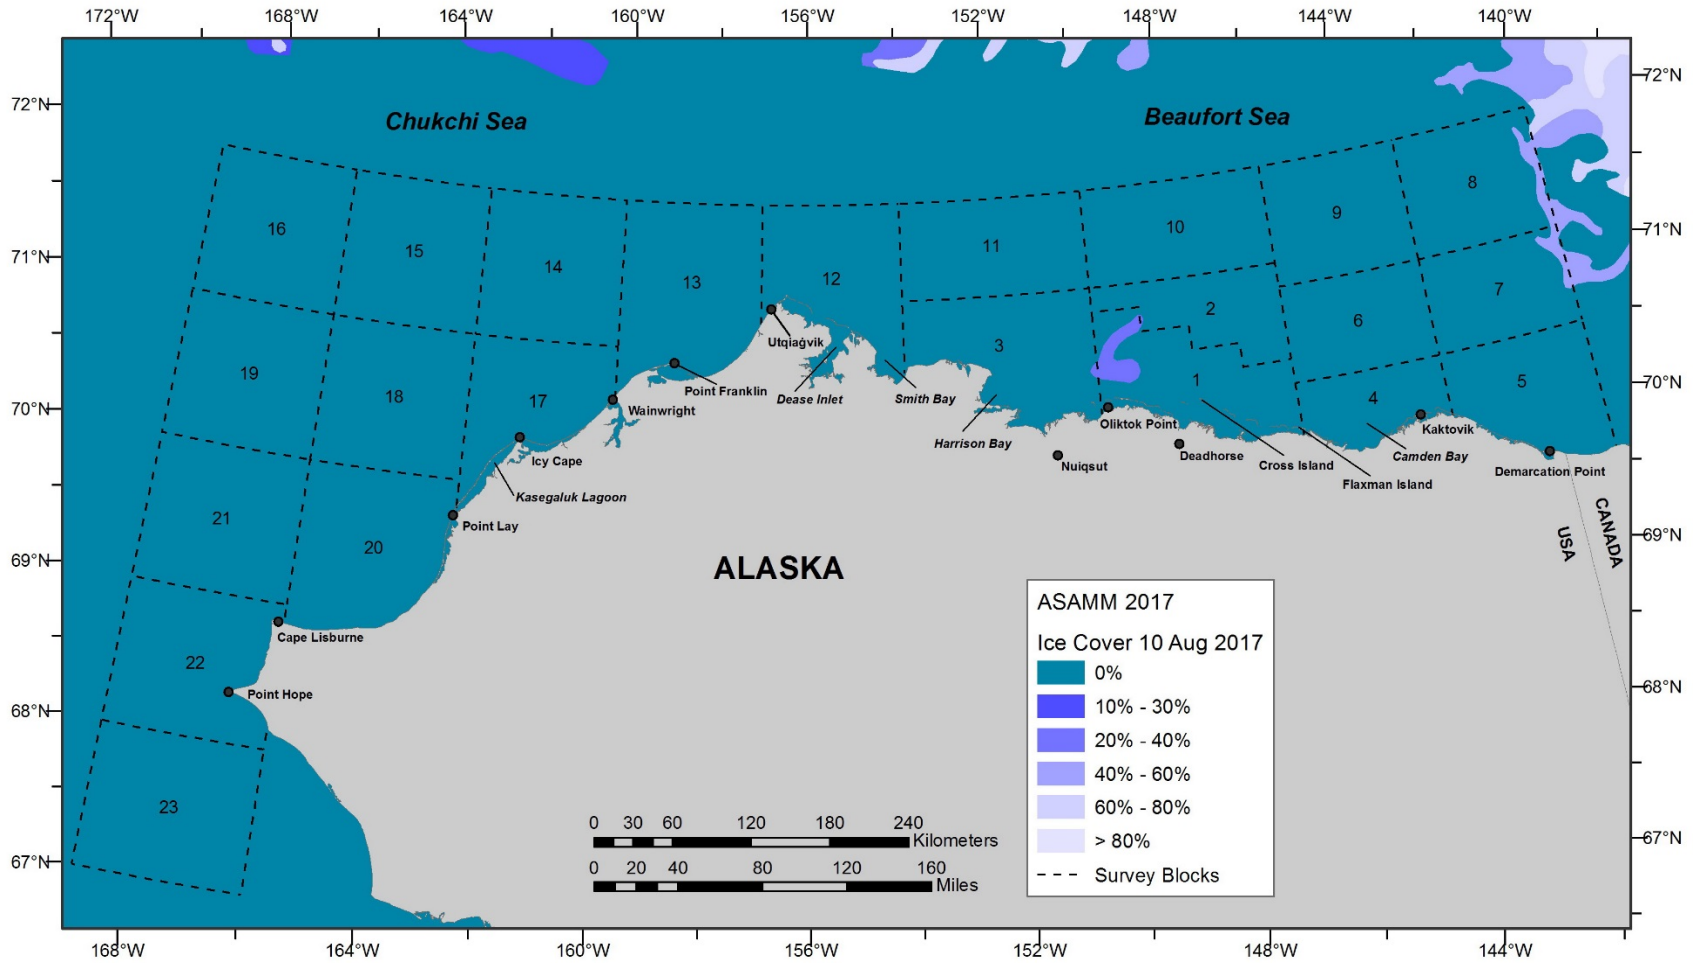 172°W 168°W 164°W 160°W 156°W 152°W 148°W 144°W 140°W
72°N 72°N
Chukchi Sea Beaufort Sea
16 15 14 13 12 11 10 9 8
71°N 71°N
19 18 17 3 2 6 7
1 4 5
Utqiaġvik
Point Franklin
Dease Inlet
Smith Bay
70°N 70°N
Wainwright
Harrison Bay
Oliktok Point
Kaktovik
Icy Cape
Nuiqsut
Deadhorse
Cross Island
Camden Bay
Demarcation Point
Kasegaluk Lagoon
Flaxman Island
21 20
Point Lay
USA CANADA
69°N 69°N
ALASKA
Cape Lisburne
22
Point Hope
68°N 68°N
23
67°N 67°N
ASAMM 2017
Ice Cover 10 Aug 2017
0%
10% - 30%
20% - 40%
40% - 60%
60% - 80%
> 80%
Survey Blocks
0 30 60 120 180 240
Kilometers
0 20 40 80 120 160
Miles
168°W 164°W 160°W 156°W 152°W 148°W 144°W